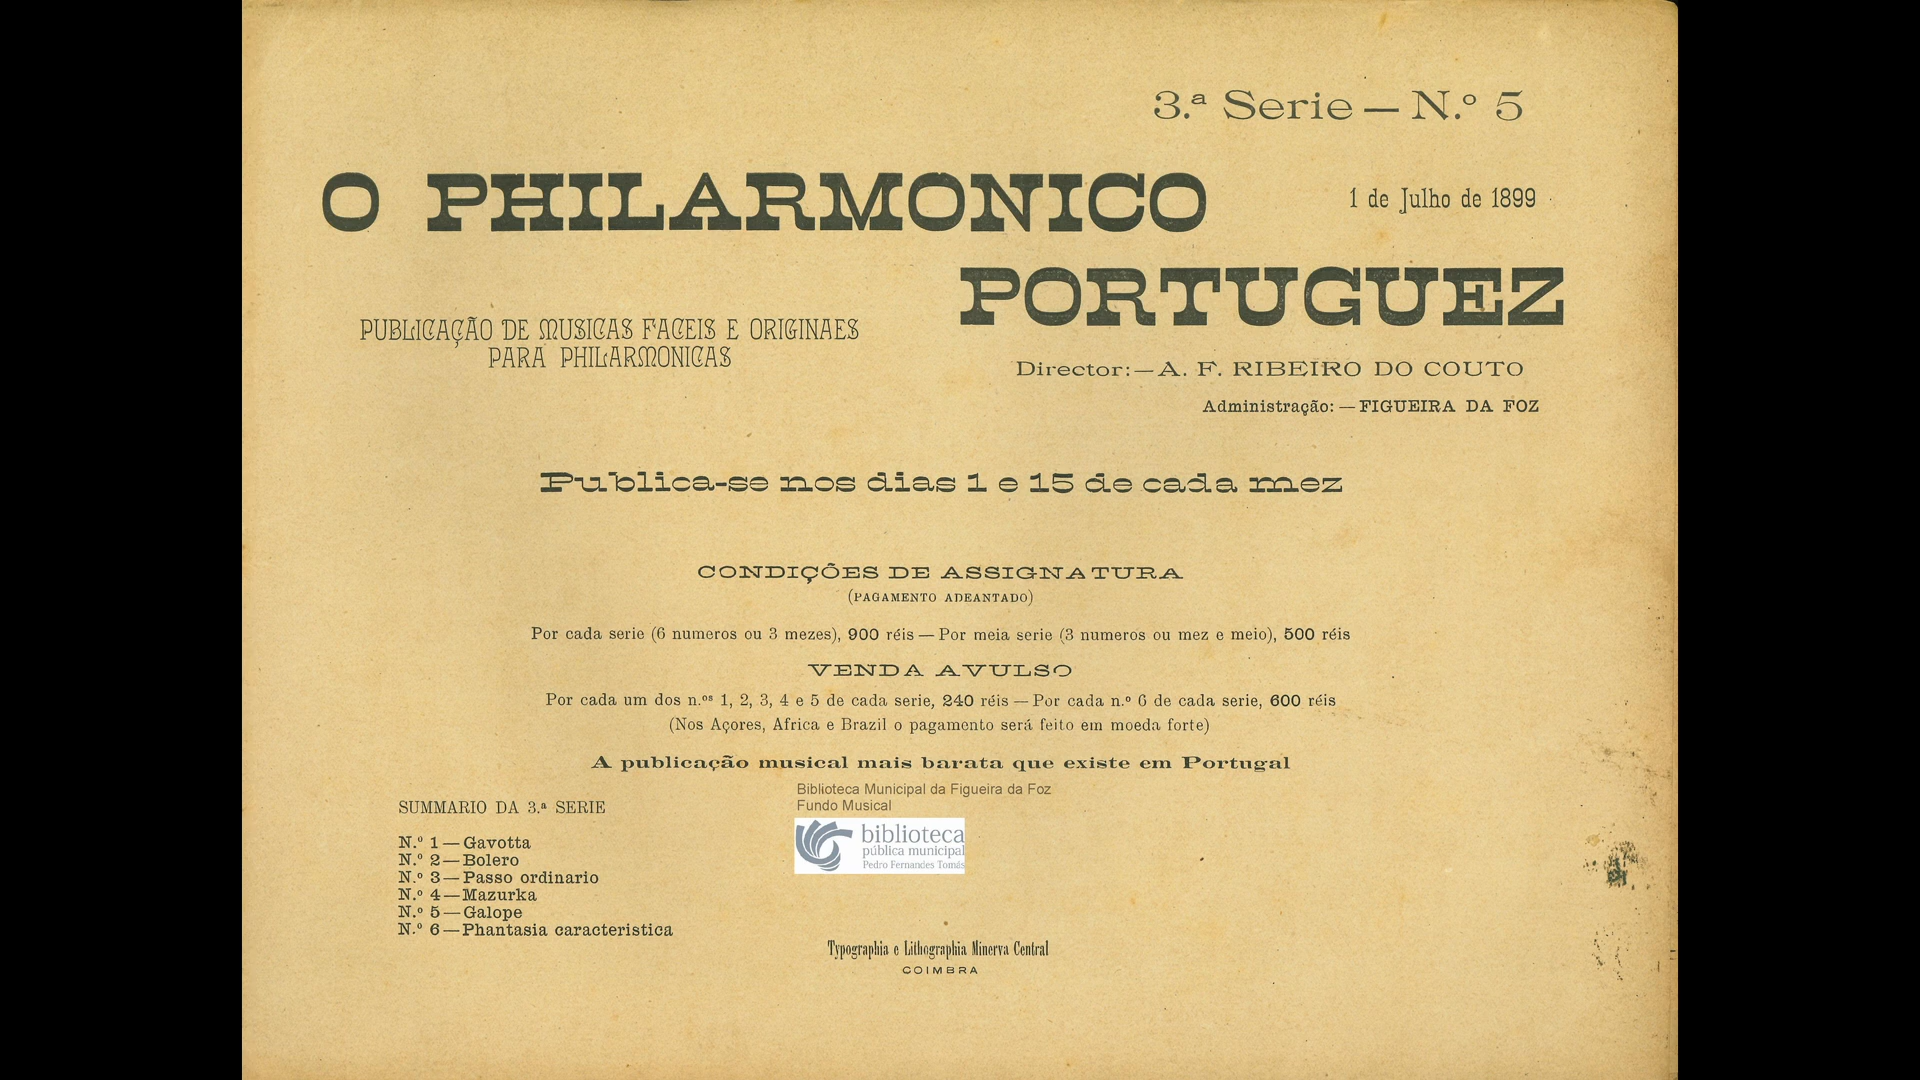 3.ª Serie — N.º 5
O PHILARMONICO
1 de Julho de 1899
PORTUGUEZ
PUBLICAÇÃO DE MUSICAS FACEIS E ORIGINAES
PARA PHILARMONICAS
Director:—A. F. RIBEIRO DO COUTO
Administração: — FIGUEIRA DA FOZ
Publica-se nos dias 1 e 15 de cada mez
CONDIÇÕES DE ASSIGNATURA
(PAGAMENTO ADEANTADO)
Por cada serie (6 numeros ou 3 mezes), 900 réis — Por meia serie (3 numeros ou mez e meio), 500 réis
VENDA AVULSO
Por cada um dos n.ºˢ 1, 2, 3, 4 e 5 de cada serie, 240 réis — Por cada n.º 6 de cada serie, 600 réis
(Nos Açores, Africa e Brazil o pagamento será feito em moeda forte)
A publicação musical mais barata que existe em Portugal
Biblioteca Municipal da Figueira da Foz
Fundo Musical
biblioteca
pública municipal
Pedro Fernandes Tomás
SUMMARIO DA 3.ª SERIE
N.º 1 — Gavotta
N.º 2 — Bolero
N.º 3 — Passo ordinario
N.º 4 — Mazurka
N.º 5 — Galope
N.º 6 — Phantasia caracteristica
Typographia e Lithographia Minerva Central
COIMBRA